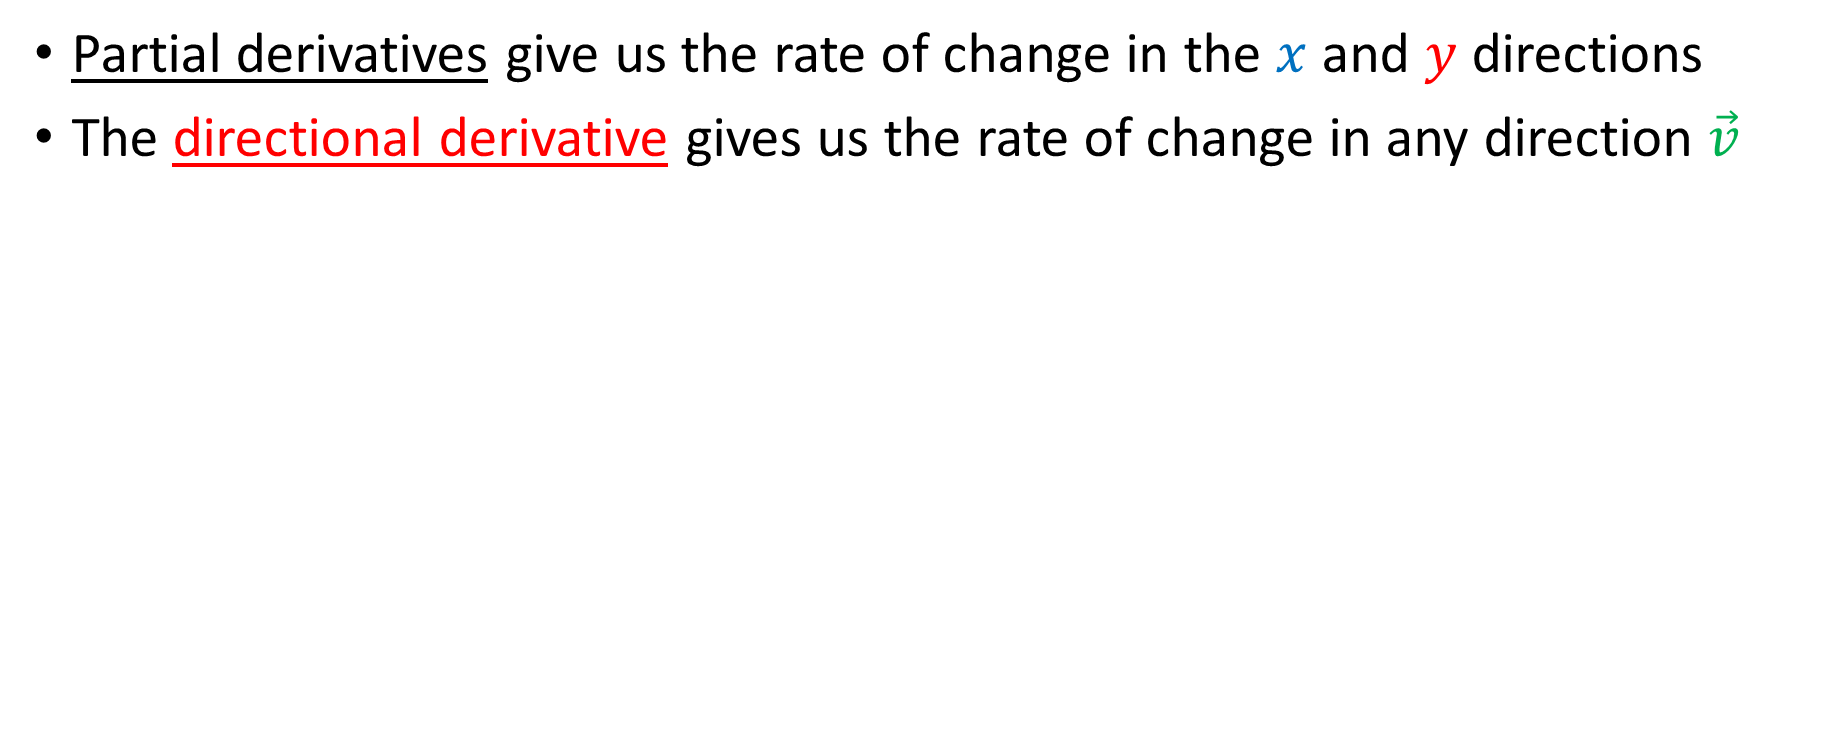 • Partial derivatives give us the rate of change in the x and y directions
• The directional derivative gives us the rate of change in any direction v⃗